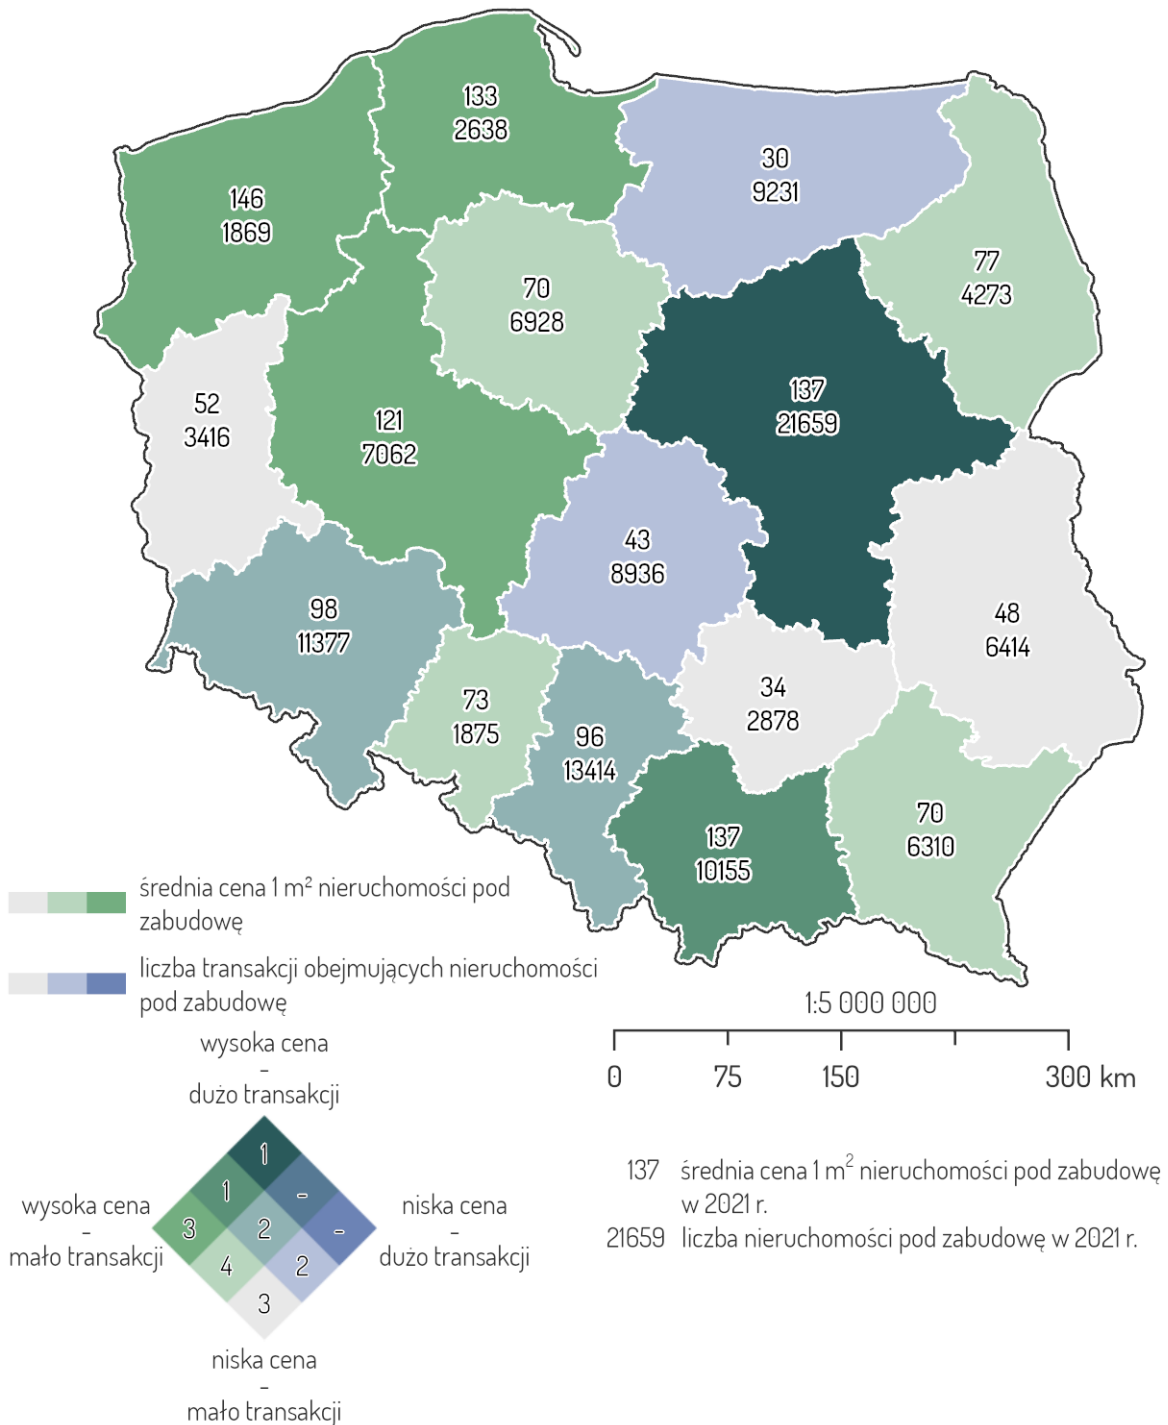 133
2638
30
9231
146
1869
77
4273
70
6928
137
21659
52
3416
121
7062
43
8936
98
11377
48
6414
73
1875
34
2878
96
13414
70
6310
137
10155
średnia cena 1 m² nieruchomości pod
zabudowę
liczba transakcji obejmujących nieruchomości
pod zabudowę
1:5 000 000
0 75 150 300 km
wysoka cena
-
dużo transakcji
1
1 -
3 2 -
4 2
3
wysoka cena
-
mało transakcji
niska cena
-
dużo transakcji
niska cena
-
mało transakcji
137 średnia cena 1 m² nieruchomości pod zabudowę
w 2021 r.
21659 liczba nieruchomości pod zabudowę w 2021 r.